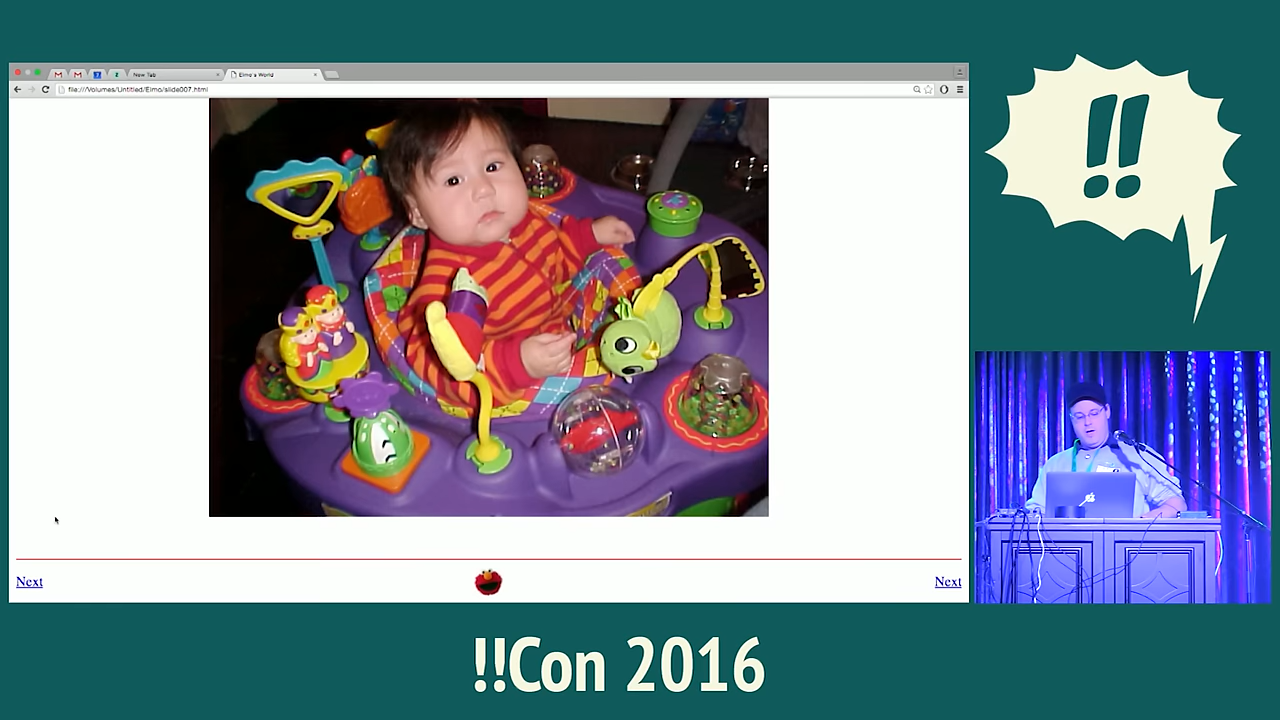 New Tab
Elmo's World
file:///Volumes/Untitled/Elmo/slide007.html
!!
Next
Next
!!Con 2016